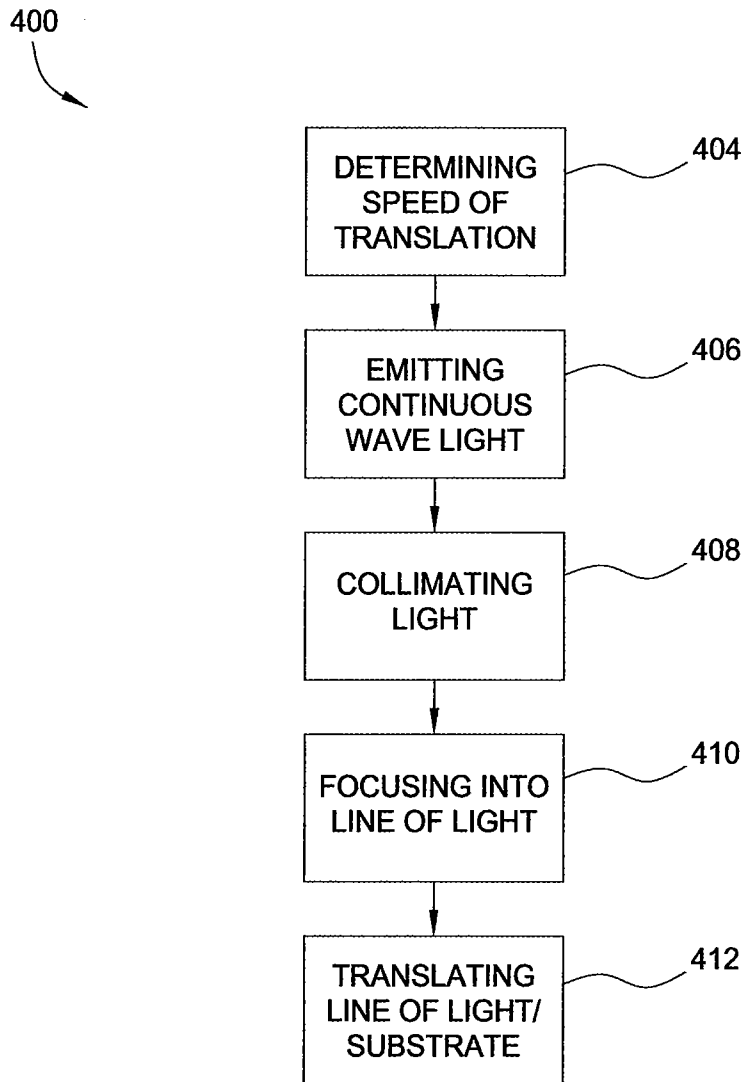 400
404
DETERMINING
SPEED OF
TRANSLATION
406
EMITTING
CONTINUOUS
WAVE LIGHT
408
COLLIMATING
LIGHT
410
FOCUSING INTO
LINE OF LIGHT
412
TRANSLATING
LINE OF LIGHT/
SUBSTRATE